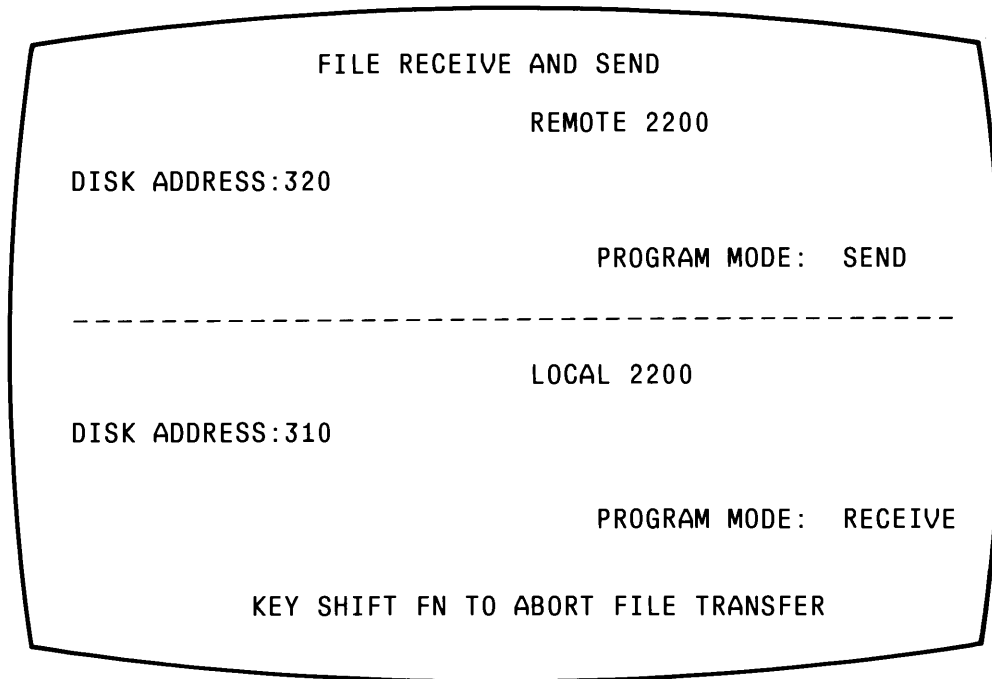 FILE RECEIVE AND SEND
REMOTE 2200
DISK ADDRESS:320
PROGRAM MODE: SEND
LOCAL 2200
DISK ADDRESS:310
PROGRAM MODE: RECEIVE
KEY SHIFT FN TO ABORT FILE TRANSFER